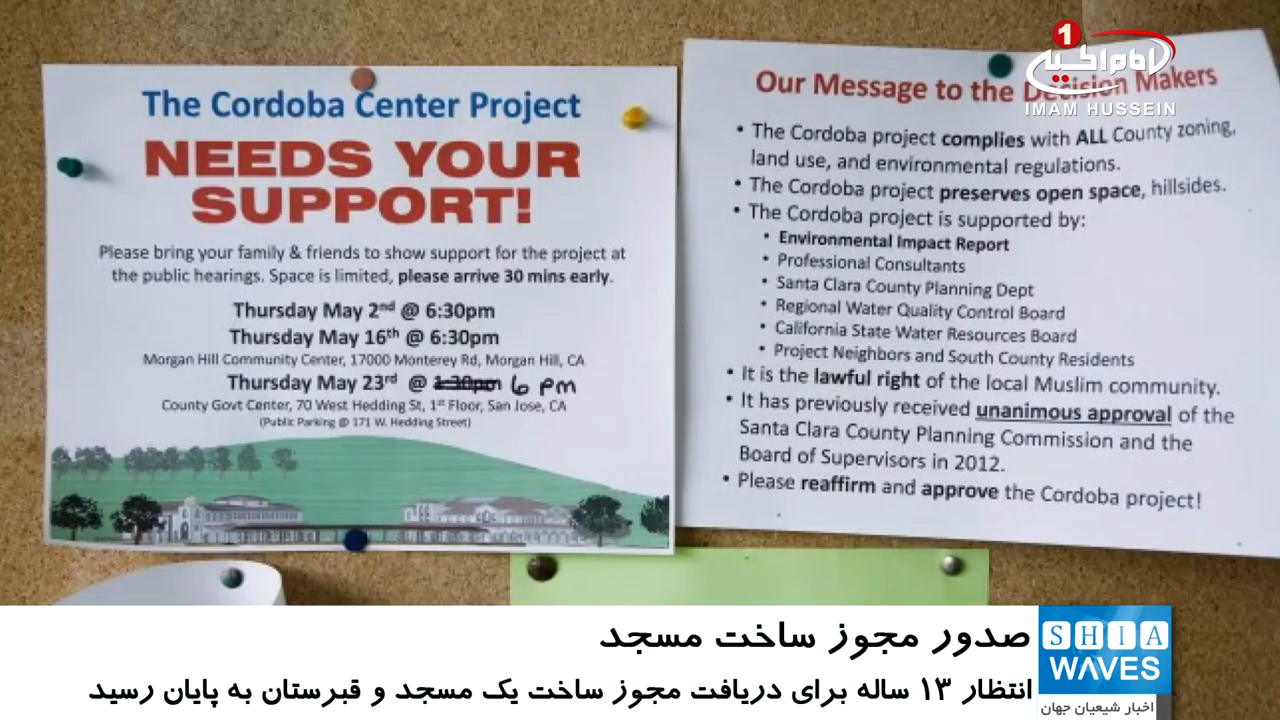 The Cordoba Center Project
NEEDS YOUR
SUPPORT!
Please bring your family & friends to show support for the project at
the public hearings. Space is limited, please arrive 30 mins early.
Thursday May 2nd @ 6:30pm
Thursday May 16th @ 6:30pm
Morgan Hill Community Center, 17000 Monterey Rd, Morgan Hill, CA
Thursday May 23rd @ 1:30pm 6 pm
County Govt Center, 70 West Hedding St, 1st Floor, San Jose, CA
(Public Parking @ 171 W. Hedding Street)
Our Message to the Decision Makers
• The Cordoba project complies with ALL County zoning,
land use, and environmental regulations.
• The Cordoba project preserves open space, hillsides.
• The Cordoba project is supported by:
• Environmental Impact Report
• Professional Consultants
• Santa Clara County Planning Dept
• Regional Water Quality Control Board
• California State Water Resources Board
• Project Neighbors and South County Residents
• It is the lawful right of the local Muslim community.
• It has previously received unanimous approval of the
Santa Clara County Planning Commission and the
Board of Supervisors in 2012.
• Please reaffirm and approve the Cordoba project!
1
IMAM HUSSEIN
صدور مجوز ساخت مسجد
انتظار ۱۳ ساله برای دریافت مجوز ساخت یک مسجد و قبرستان به پایان رسید
SHIA
WAVES
اخبار شیعیان جهان